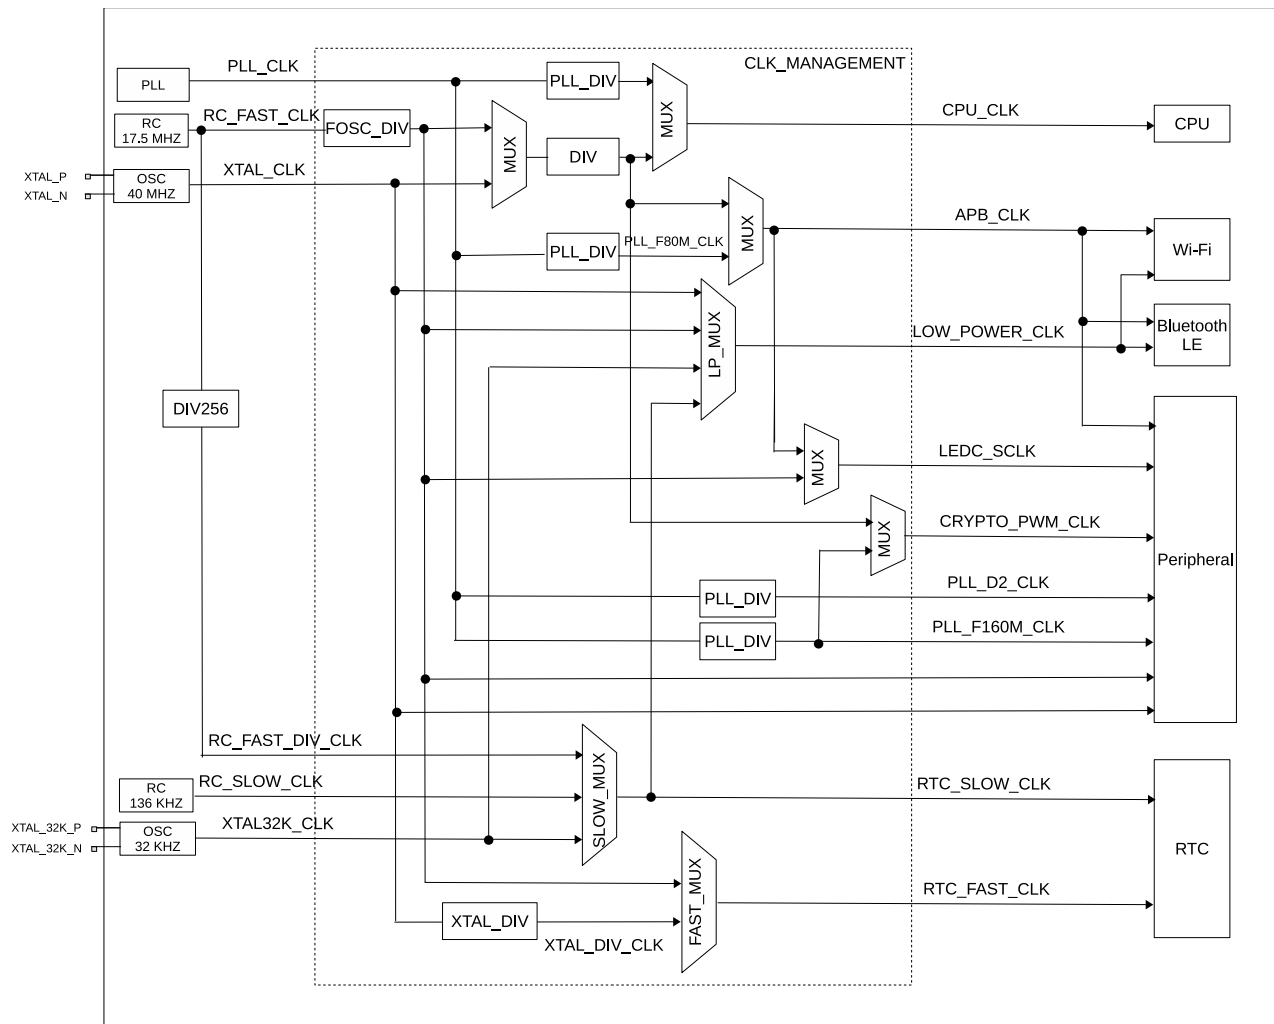 CLK_MANAGEMENT
PLL
PLL_CLK
PLL_DIV
MUX
CPU_CLK
CPU
RC
17.5 MHZ
RC_FAST_CLK
FOSC_DIV
MUX
DIV
XTAL_P
XTAL_N
OSC
40 MHZ
XTAL_CLK
MUX
APB_CLK
Wi-Fi
PLL_DIV
PLL_F80M_CLK
LP_MUX
LOW_POWER_CLK
Bluetooth
LE
DIV256
MUX
LEDC_SCLK
MUX
CRYPTO_PWM_CLK
Peripheral
PLL_DIV
PLL_D2_CLK
PLL_DIV
PLL_F160M_CLK
RC_FAST_DIV_CLK
RC
136 KHZ
RC_SLOW_CLK
SLOW_MUX
RTC_SLOW_CLK
XTAL_32K_P
XTAL_32K_N
OSC
32 KHZ
XTAL32K_CLK
RTC
FAST_MUX
RTC_FAST_CLK
XTAL_DIV
XTAL_DIV_CLK